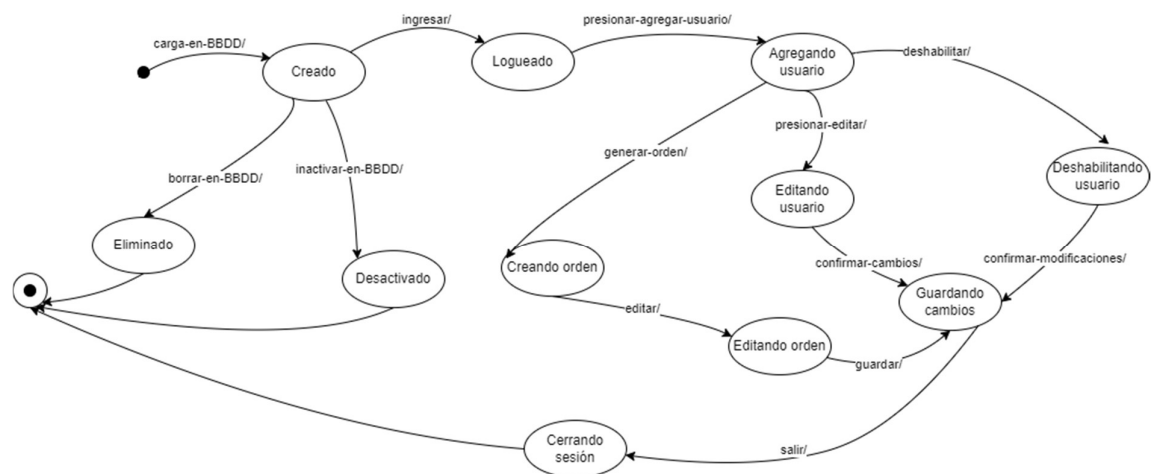 ingresar/
presionar-agregar-usuario/
carga-en-BBDD/
Creado
Logueado
Agregando
usuario
deshabilitar/
presionar-editar/
generar-orden/
inactivar-en-BBDD/
borrar-en-BBDD/
Editando
usuario
Deshabilitando
usuario
Eliminado
Desactivado
Creando orden
confirmar-cambios/
confirmar-modificaciones/
Guardando
cambios
editar/
Editando orden
guardar/
Cerrando
sesión
salir/